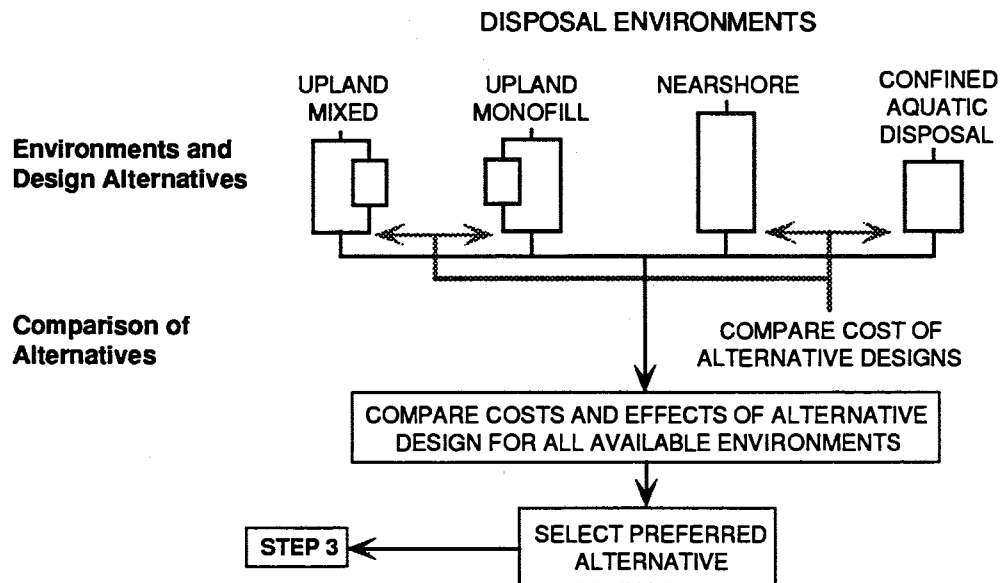 DISPOSAL ENVIRONMENTS
UPLAND
MIXED
UPLAND
MONOFILL
NEARSHORE
CONFINED
AQUATIC
DISPOSAL
Environments and
Design Alternatives
Comparison of
Alternatives
COMPARE COST OF
ALTERNATIVE DESIGNS
COMPARE COSTS AND EFFECTS OF ALTERNATIVE
DESIGN FOR ALL AVAILABLE ENVIRONMENTS
SELECT PREFERRED
ALTERNATIVE
STEP 3